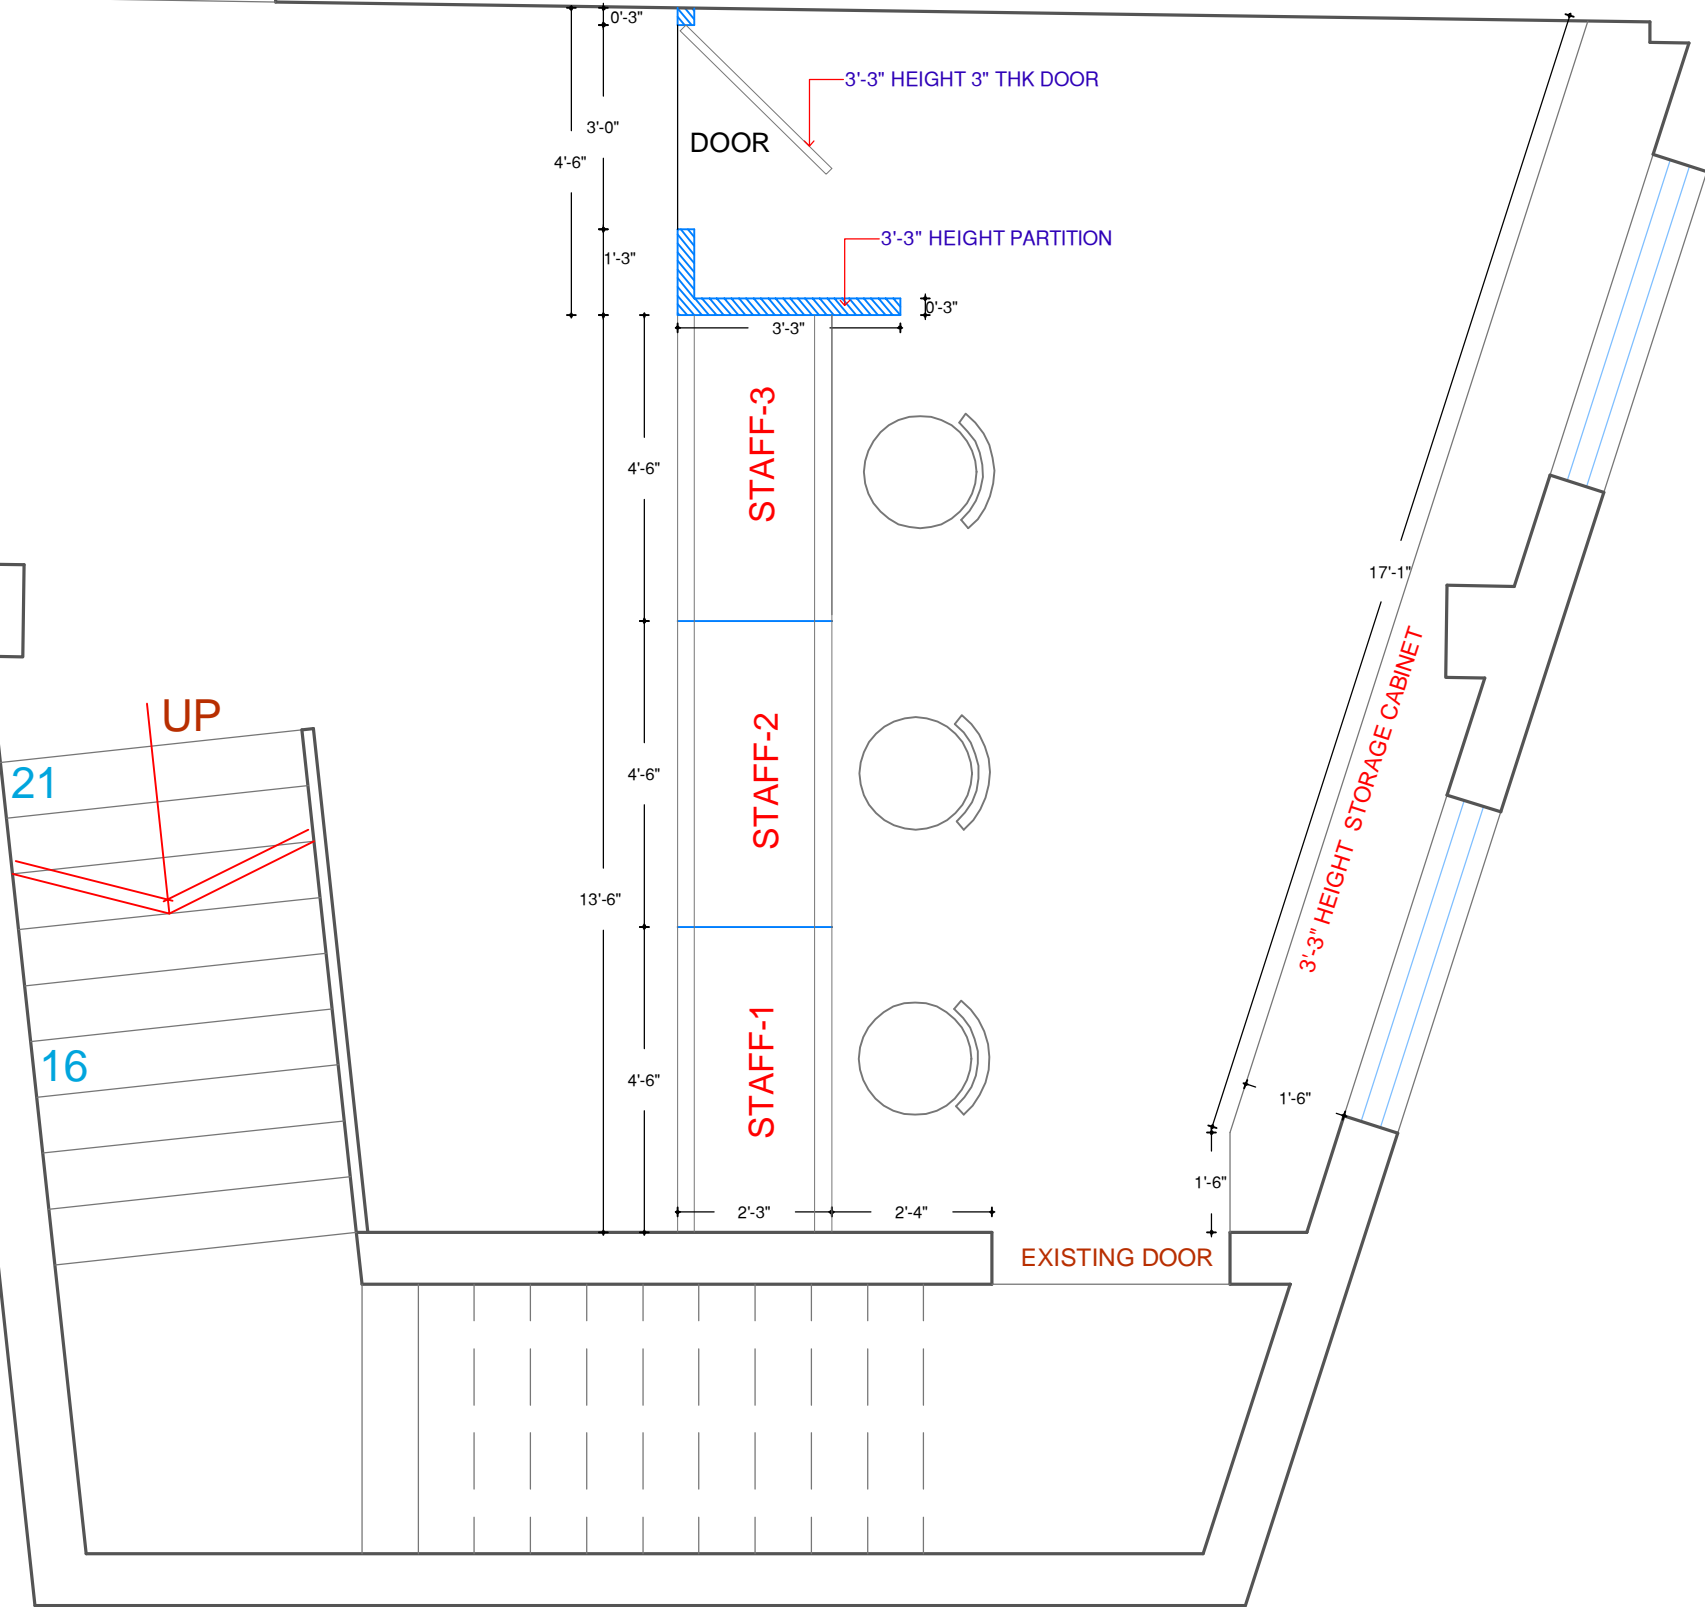 0'-3"
3'-3" HEIGHT 3" THK DOOR
3'-0"
DOOR
4'-6"
3'-3" HEIGHT PARTITION
1'-3"
0'-3"
3'-3"
STAFF-3
4'-6"
17'-1"
UP
21
STAFF-2
4'-6"
3'-3" HEIGHT STORAGE CABINET
13'-6"
16
STAFF-1
4'-6"
1'-6"
1'-6"
2'-3"
2'-4"
EXISTING DOOR